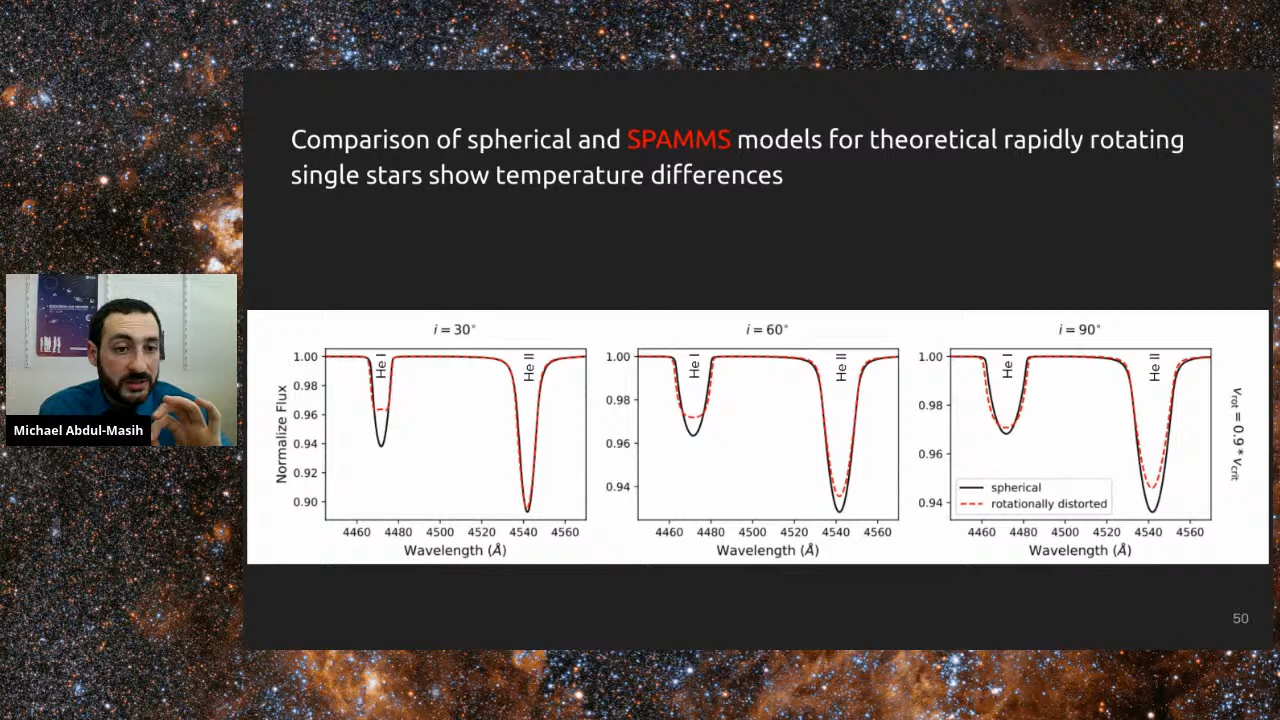 Comparison of spherical and SPAMMS models for theoretical rapidly rotating
single stars show temperature differences
i = 30°
i = 60°
i = 90°
Normalize Flux
1.00
0.98
0.96
0.94
0.92
0.90
He I
He II
4460 4480 4500 4520 4540 4560
Wavelength (Å)
1.00
0.98
0.96
0.94
He I
He II
4460 4480 4500 4520 4540 4560
Wavelength (Å)
1.00
0.98
0.96
0.94
He I
He II
spherical
rotationally distorted
4460 4480 4500 4520 4540 4560
Wavelength (Å)
v_rot = 0.9 * v_crit
Michael Abdul-Masih
50